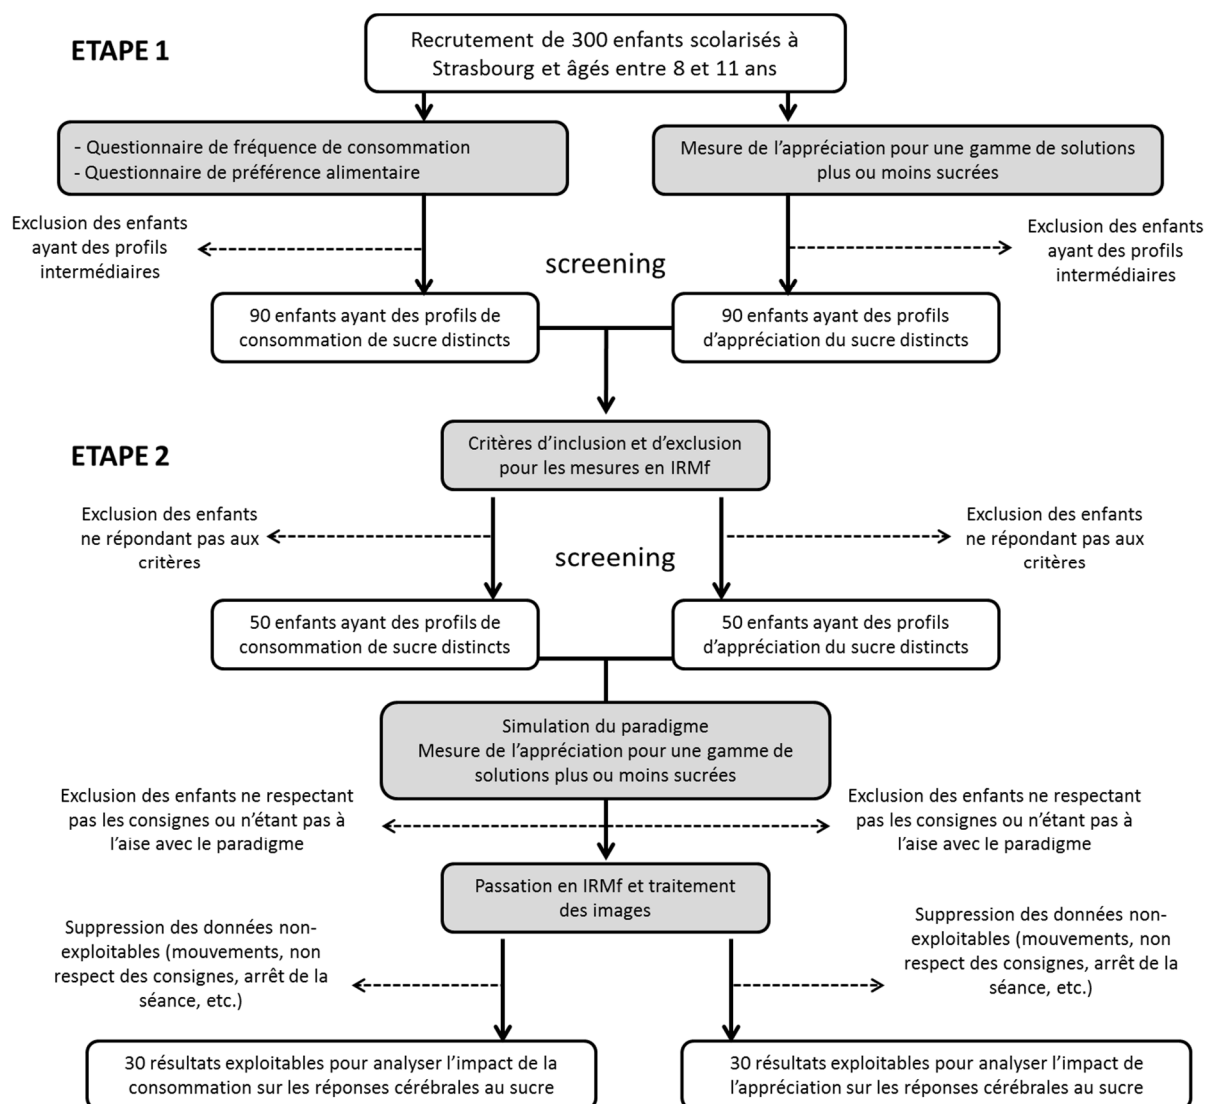 ETAPE 1
Recrutement de 300 enfants scolarisés à
Strasbourg et âgés entre 8 et 11 ans
- Questionnaire de fréquence de consommation
- Questionnaire de préférence alimentaire
Mesure de l'appréciation pour une gamme de solutions
plus ou moins sucrées
Exclusion des enfants
ayant des profils
intermédiaires
screening
Exclusion des enfants
ayant des profils
intermédiaires
90 enfants ayant des profils de
consommation de sucre distincts
90 enfants ayant des profils
d'appréciation du sucre distincts
ETAPE 2
Critères d'inclusion et d'exclusion
pour les mesures en IRMf
Exclusion des enfants
ne répondant pas aux
critères
screening
Exclusion des enfants
ne répondant pas aux
critères
50 enfants ayant des profils de
consommation de sucre distincts
50 enfants ayant des profils
d'appréciation du sucre distincts
Simulation du paradigme
Mesure de l'appréciation pour une gamme de
solutions plus ou moins sucrées
Exclusion des enfants ne respectant
pas les consignes ou n'étant pas à
l'aise avec le paradigme
Exclusion des enfants ne respectant
pas les consignes ou n'étant pas à
l'aise avec le paradigme
Passation en IRMf et traitement
des images
Suppression des données non-
exploitables (mouvements, non
respect des consignes, arrêt de la
séance, etc.)
Suppression des données non-
exploitables (mouvements, non
respect des consignes, arrêt de la
séance, etc.)
30 résultats exploitables pour analyser l'impact de la
consommation sur les réponses cérébrales au sucre
30 résultats exploitables pour analyser l'impact de
l'appréciation sur les réponses cérébrales au sucre